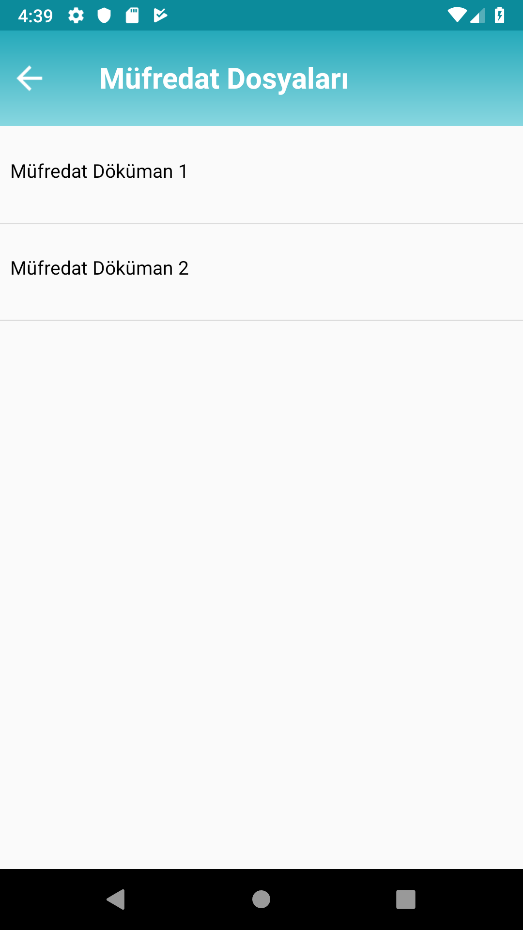 4:39
Müfredat Dosyaları
Müfredat Döküman 1
Müfredat Döküman 2